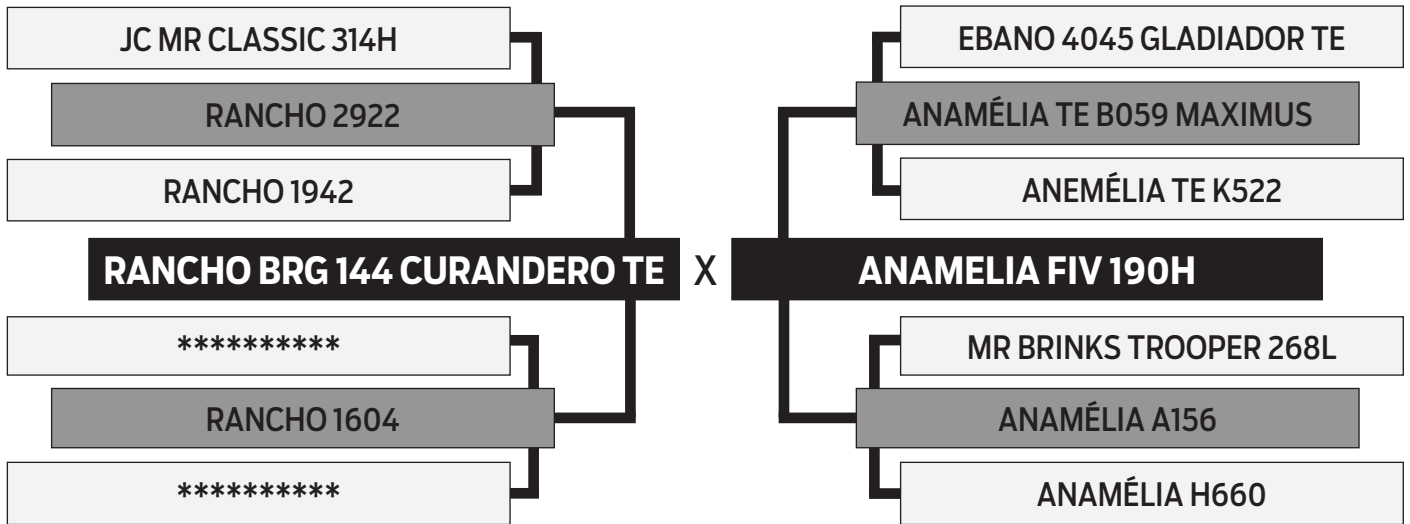 JC MR CLASSIC 314H
RANCHO 2922
RANCHO 1942
RANCHO BRG 144 CURANDERO TE
**********
RANCHO 1604
**********
X
EBANO 4045 GLADIADOR TE
ANAMÉLIA TE B059 MAXIMUS
ANEMÉLIA TE K522
ANAMELIA FIV 190H
MR BRINKS TROOPER 268L
ANAMÉLIA A156
ANAMÉLIA H660